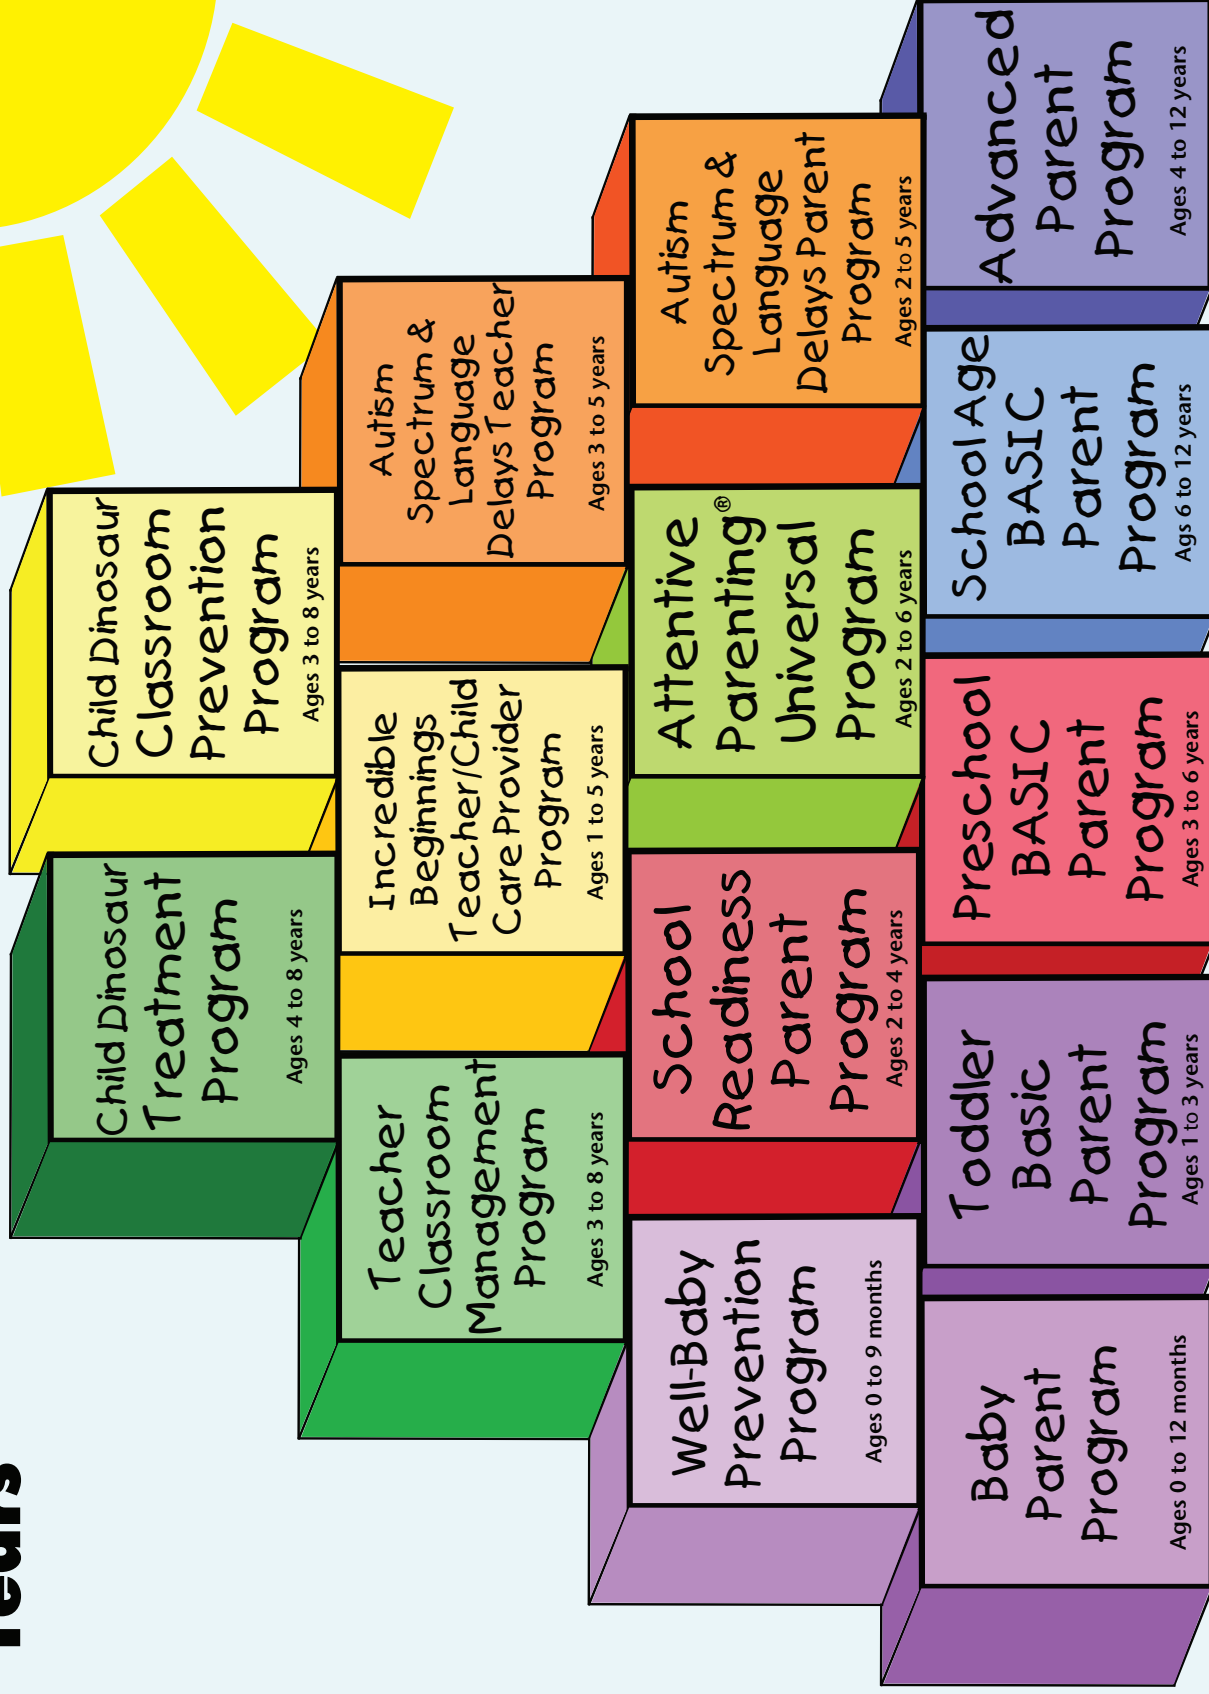 Child Dinosaur
Treatment
Program
Ages 4 to 8 years
Child Dinosaur
Classroom
Prevention
Program
Ages 3 to 8 years
Teacher
Classroom
Management
Program
Ages 3 to 8 years
Incredible
Beginnings
Teacher/Child
Care Provider
Program
Ages 1 to 5 years
Autism
Spectrum &
Language
Delays Teacher
Program
Ages 3 to 5 years
Well-Baby
Prevention
Program
Ages 0 to 9 months
School
Readiness
Parent
Program
Ages 2 to 4 years
Attentive
Parenting®
Universal
Program
Ages 2 to 6 years
Autism
Spectrum &
Language
Delays Parent
Program
Ages 2 to 5 years
Baby
Parent
Program
Ages 0 to 12 months
Toddler
Basic
Parent
Program
Ages 1 to 3 years
Preschool
BASIC
Parent
Program
Ages 3 to 6 years
School Age
BASIC
Parent
Program
Ags 6 to 12 years
Advanced
Parent
Program
Ages 4 to 12 years